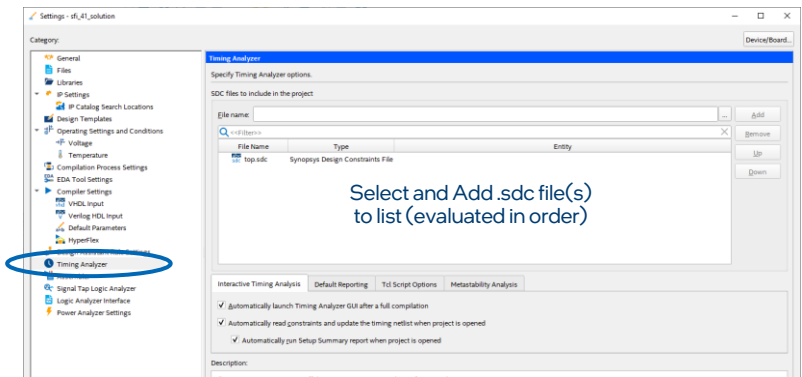 Settings - sfi_41_solution
Category:
Device/Board...
General
Files
Libraries
IP Settings
IP Catalog Search Locations
Design Templates
Operating Settings and Conditions
Voltage
Temperature
Compilation Process Settings
EDA Tool Settings
Compiler Settings
VHDL Input
Verilog HDL Input
Default Parameters
HyperFlex
Timing Analyzer
Signal Tap Logic Analyzer
Logic Analyzer Interface
Power Analyzer Settings
Timing Analyzer
Specify Timing Analyzer options.
SDC files to include in the project
File name:
... Add
<<Filter>>
Remove
File Name Type Entity
Up
top.sdc Synopsys Design Constraints File
Down
Select and Add .sdc file(s)
to list (evaluated in order)
Interactive Timing Analysis Default Reporting Tcl Script Options Metastability Analysis
Automatically launch Timing Analyzer GUI after a full compilation
Automatically read constraints and update the timing netlist when project is opened
Automatically run Setup Summary report when project is opened
Description: